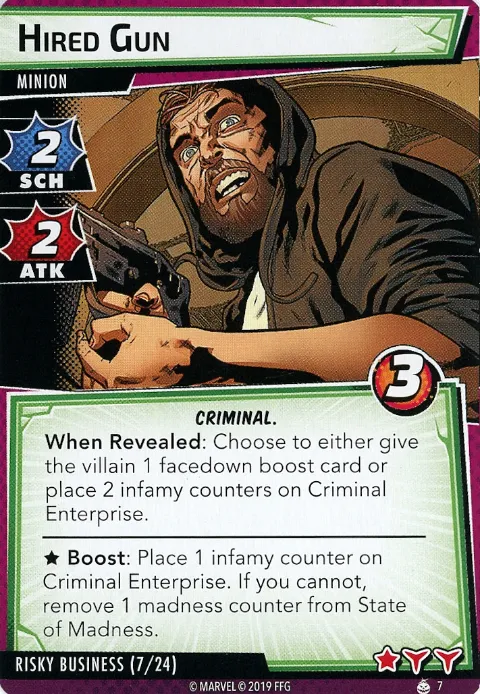 HIRED GUN
MINION
2
SCH
2
ATK
3
CRIMINAL.
When Revealed: Choose to either give
the villain 1 facedown boost card or
place 2 infamy counters on Criminal
Enterprise.
★ Boost: Place 1 infamy counter on
Criminal Enterprise. If you cannot,
remove 1 madness counter from State
of Madness.
RISKY BUSINESS (7/24)
© MARVEL © 2019 FFG
7